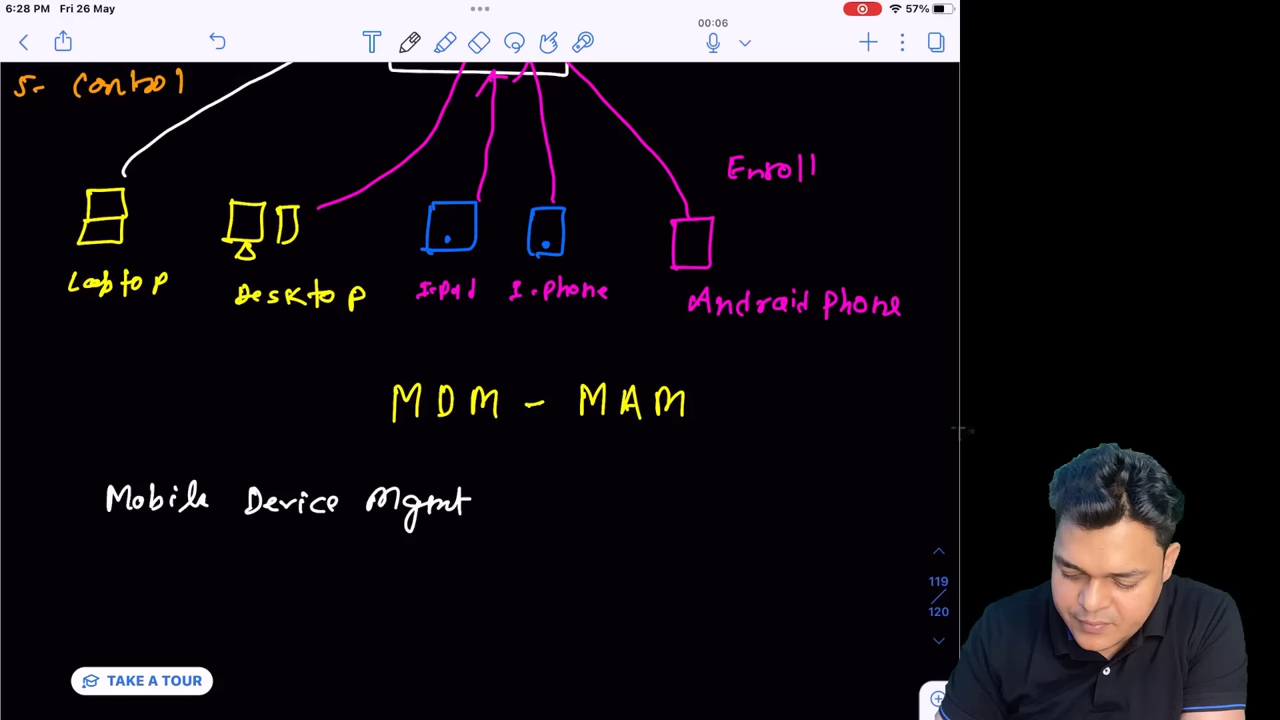 6:28 PM Fri 26 May
57%
00:06
T
5- Control
Enroll
Laptop
Desktop
I-Pad
I-Phone
Android Phone
MDM - MAM
Mobile Device Mgmt
119
120
TAKE A TOUR